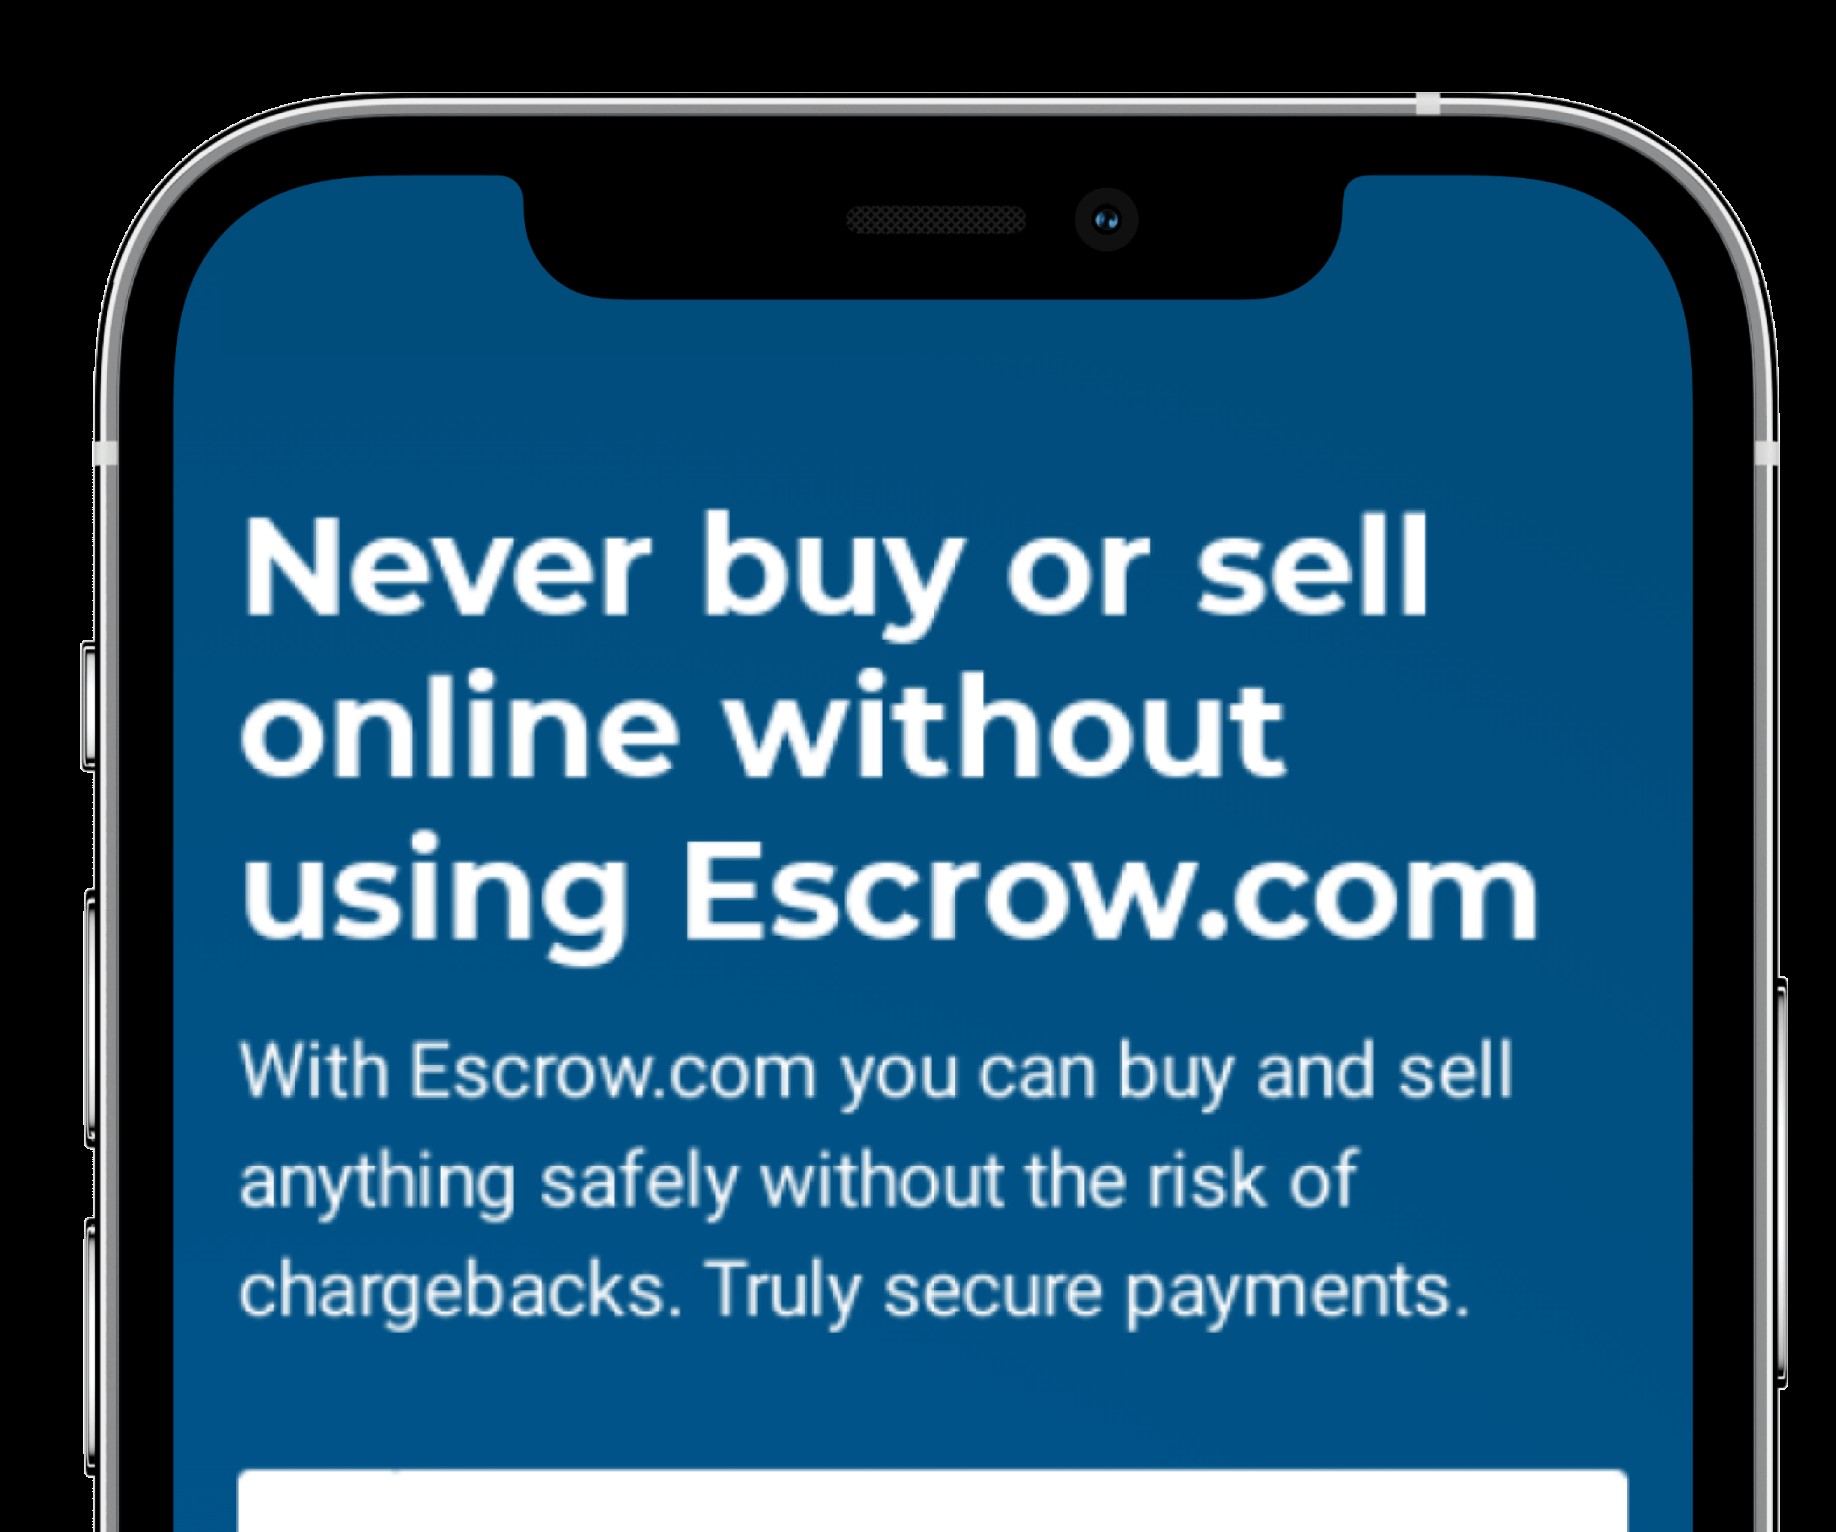 Never buy or sell
online without
using Escrow.com
With Escrow.com you can buy and sell
anything safely without the risk of
chargebacks. Truly secure payments.